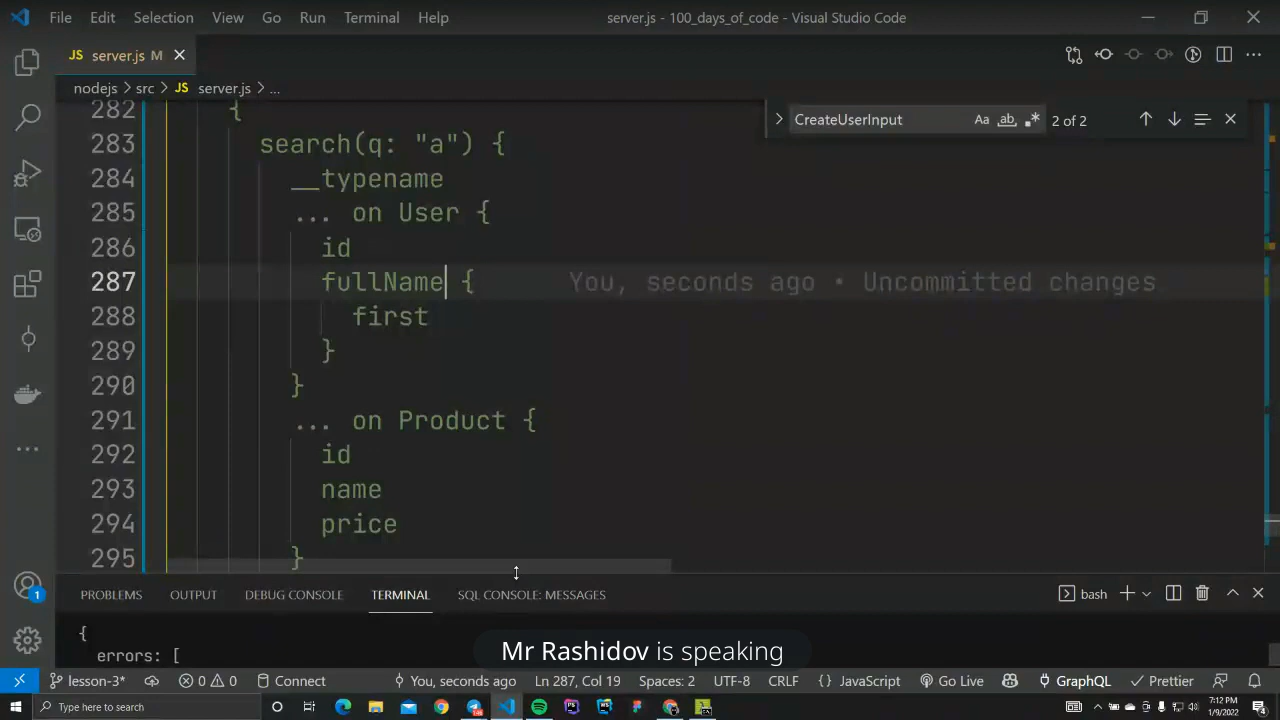 File Edit Selection View Go Run Terminal Help server.js - 100_days_of_code - Visual Studio Code
JS server.js M
nodejs > src > JS server.js > ...
CreateUserInput Aa ab 2 of 2
282 {
283 search(q: "a") {
284 __typename
285 ... on User {
286 id
287 fullName { You, seconds ago • Uncommitted changes
288 first
289 }
290 }
291 ... on Product {
292 id
293 name
294 price
295 }
PROBLEMS OUTPUT DEBUG CONSOLE TERMINAL SQL CONSOLE: MESSAGES bash
{
errors: [
Mr Rashidov is speaking
1
lesson-3* 0 0 Connect You, seconds ago Ln 287, Col 19 Spaces: 2 UTF-8 CRLF {} JavaScript Go Live GraphQL Prettier
Type here to search
7:12 PM
1/9/2022